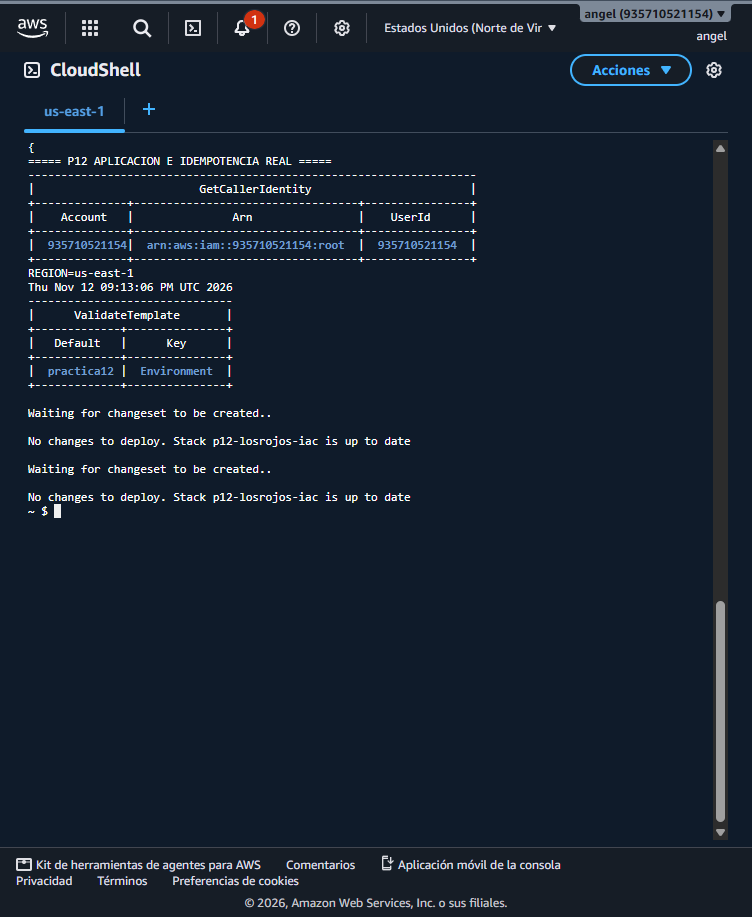 aws
1
Estados Unidos (Norte de Vir
angel (935710521154)
angel
CloudShell
Acciones
us-east-1
+
{
===== P12 APLICACION E IDEMPOTENCIA REAL =====
-------------------------------------------------------------------
|                         GetCallerIdentity                        |
+--------------+----------------------------------+----------------+
|    Account   |               Arn                |    UserId      |
+--------------+----------------------------------+----------------+
|  935710521154|  arn:aws:iam::935710521154:root  |  935710521154  |
+--------------+----------------------------------+----------------+
REGION=us-east-1
Thu Nov 12 09:13:06 PM UTC 2026
-------------------------------
|      ValidateTemplate       |
+-------------+---------------+
|   Default   |      Key      |
+-------------+---------------+
|  practica12 |  Environment  |
+-------------+---------------+
Waiting for changeset to be created..
No changes to deploy. Stack p12-losrojos-iac is up to date
Waiting for changeset to be created..
No changes to deploy. Stack p12-losrojos-iac is up to date
~ $
Kit de herramientas de agentes para AWS
Comentarios
Aplicación móvil de la consola
Privacidad
Términos
Preferencias de cookies
© 2026, Amazon Web Services, Inc. o sus filiales.